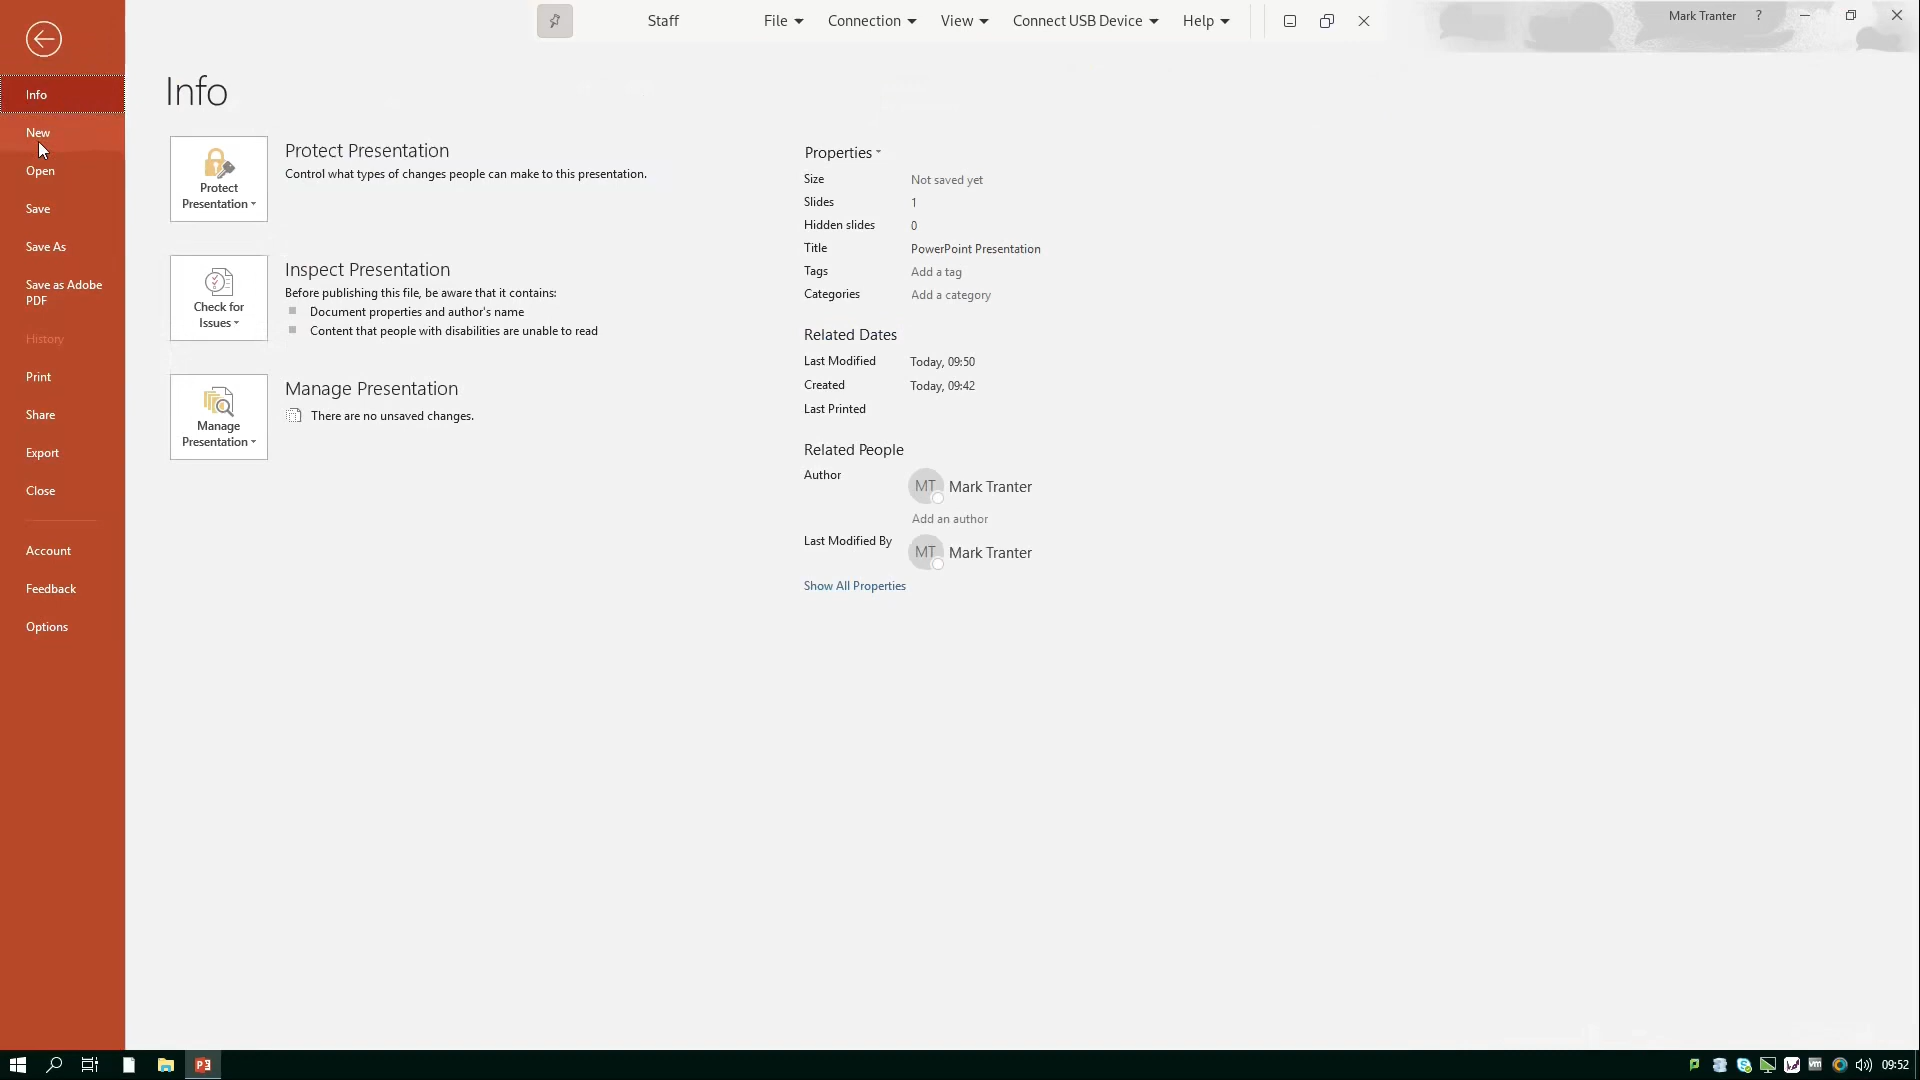 Staff
File
Connection
View
Connect USB Device
Help
Mark Tranter
?
Info
New
Open
Save
Save As
Save as Adobe
PDF
History
Print
Share
Export
Close
Account
Feedback
Options
Info
Protect
Presentation
Protect Presentation
Control what types of changes people can make to this presentation.
Check for
Issues
Inspect Presentation
Before publishing this file, be aware that it contains:
Document properties and author's name
Content that people with disabilities are unable to read
Manage
Presentation
Manage Presentation
There are no unsaved changes.
Properties
Size Not saved yet
Slides 1
Hidden slides 0
Title PowerPoint Presentation
Tags Add a tag
Categories Add a category
Related Dates
Last Modified Today, 09:50
Created Today, 09:42
Last Printed
Related People
Author MT Mark Tranter
Add an author
Last Modified By MT Mark Tranter
Show All Properties
09:52